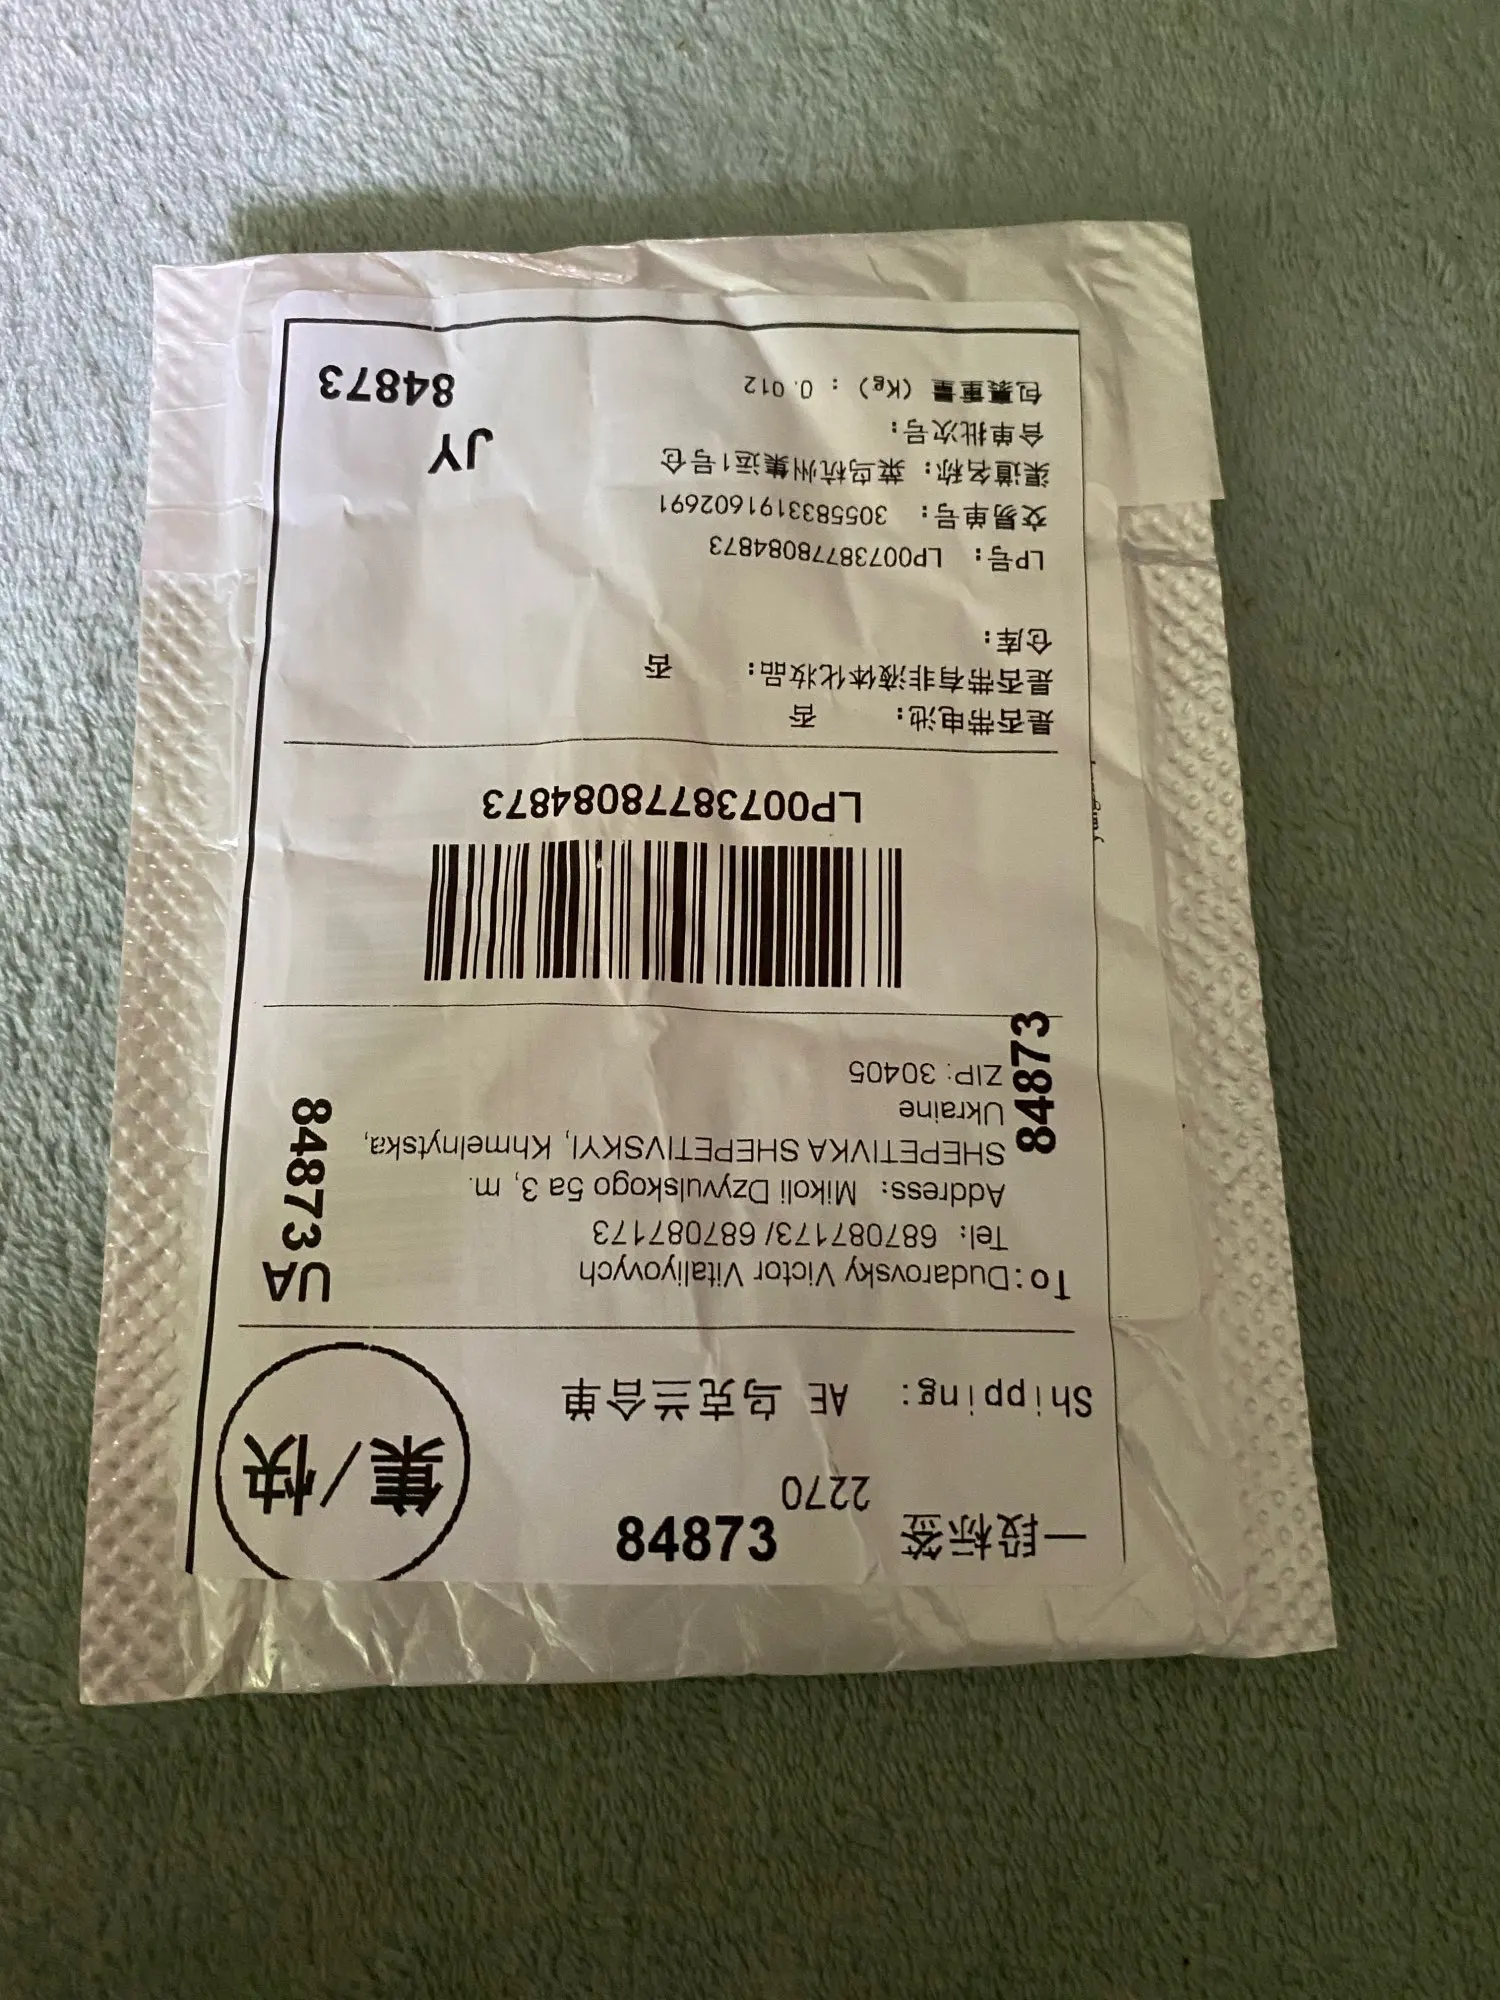 一段标签 84873 2270
集/快
Shipping: AE 乌克兰合单
To:Dudarovsky Victor Vitaliyovych
Tel: 687087173/ 687087173
Address: Mikoli Dzyvulskogo 5a 3, m.
SHEPETIVKA SHEPETIVSKYI, Khmelnytska,
Ukraine
ZIP: 30405
84873
84873 UA
LP00738778084873
是否带电池: 否
是否带有非液体化妆品: 否
仓库:
LP号: LP00738778084873
交易单号: 3055833191602691
渠道名称: 菜鸟杭州集运1号仓
合单批次号:
包裹重量 (Kg) : 0.012
JY
84873